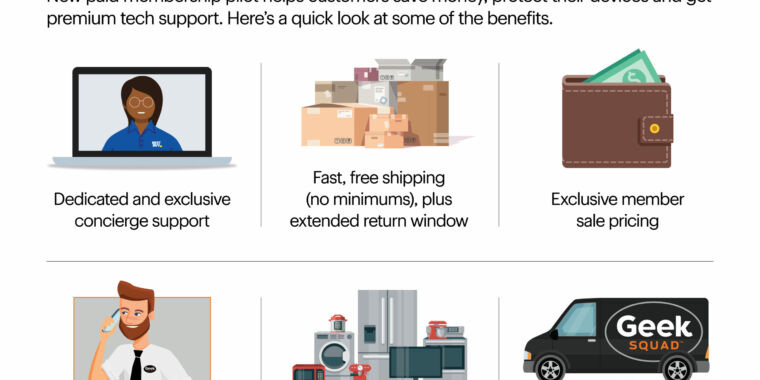 New paid membership pilot helps customers save money, protect their devices and get
premium tech support. Here’s a quick look at some of the benefits.
Dedicated and exclusive
concierge support
Fast, free shipping
(no minimums), plus
extended return window
Exclusive member
sale pricing
Geek
SQUAD